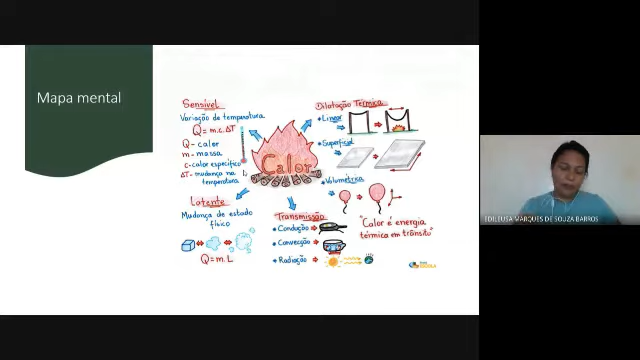 Mapa mental
Sensível
Variação de temperatura
Q = m.c.ΔT
Q - calor
m - massa
c - calor específico
ΔT - mudança na
temperatura
Latente
Mudança de estado
físico
Q = m.L
Calor
Transmissão
• Condução
• Convecção
• Radiação
Dilatação Térmica
• Linear
• Superficial
• Volumétrica
"Calor é energia
térmica em trânsito"
EDILEUSA MARQUES DE SOUZA BARROS